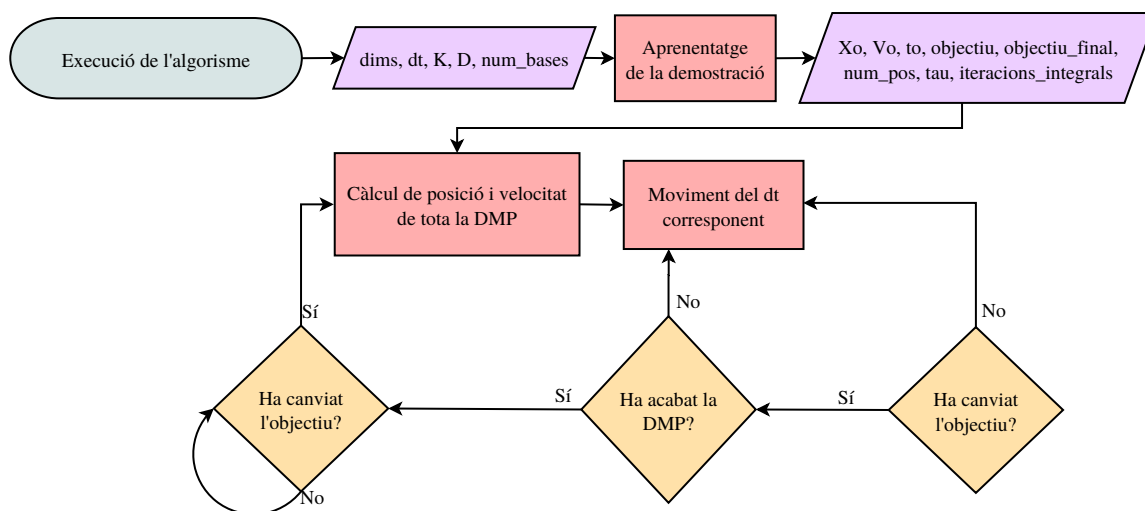 Execució de l'algorisme
dims, dt, K, D, num_bases
Aprenentatge
de la demostració
Xo, Vo, to, objectiu, objectiu_final,
num_pos, tau, iteracions_integrals
Càlcul de posició i velocitat
de tota la DMP
Moviment del dt
corresponent
Sí
No
No
Ha canviat
l'objectiu?
Sí
Ha acabat la
DMP?
Sí
Ha canviat
l'objectiu?
No